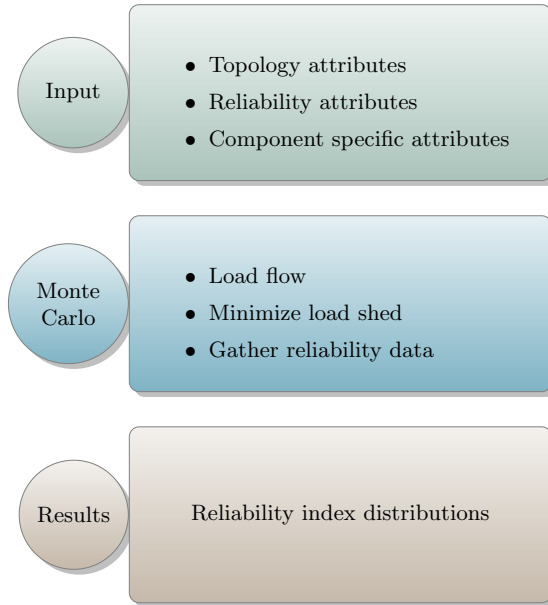 Input
• Topology attributes
• Reliability attributes
• Component specific attributes
Monte
Carlo
• Load flow
• Minimize load shed
• Gather reliability data
Results
Reliability index distributions